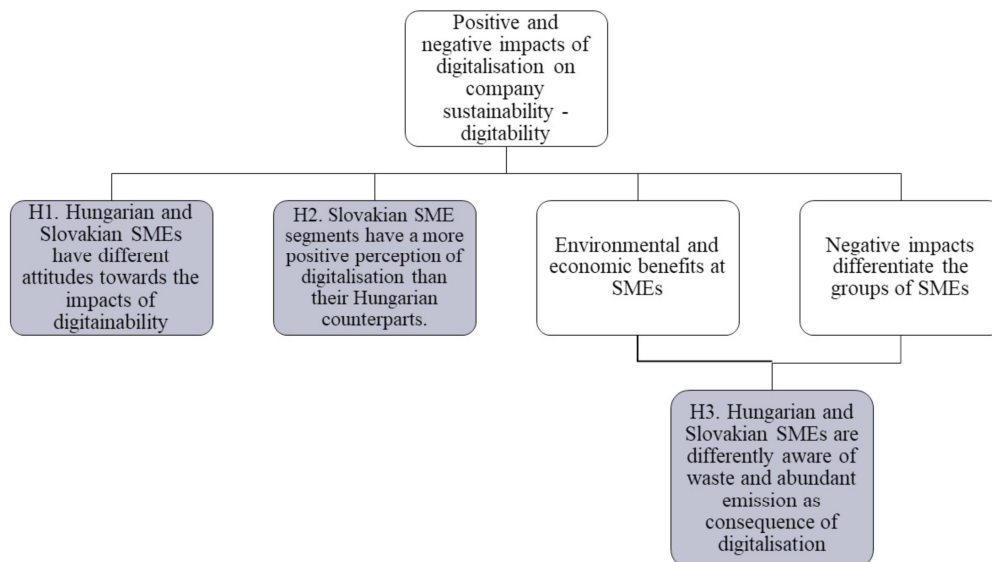 Positive and
negative impacts of
digitalisation on
company
sustainability -
digitability
H1. Hungarian and
Slovakian SMEs
have different
attitudes towards the
impacts of
digitainability
H2. Slovakian SME
segments have a more
positive perception of
digitalisation than
their Hungarian
counterparts.
Environmental and
economic benefits at
SMEs
Negative impacts
differentiate the
groups of SMEs
H3. Hungarian and
Slovakian SMEs are
differently aware of
waste and abundant
emission as
consequence of
digitalisation